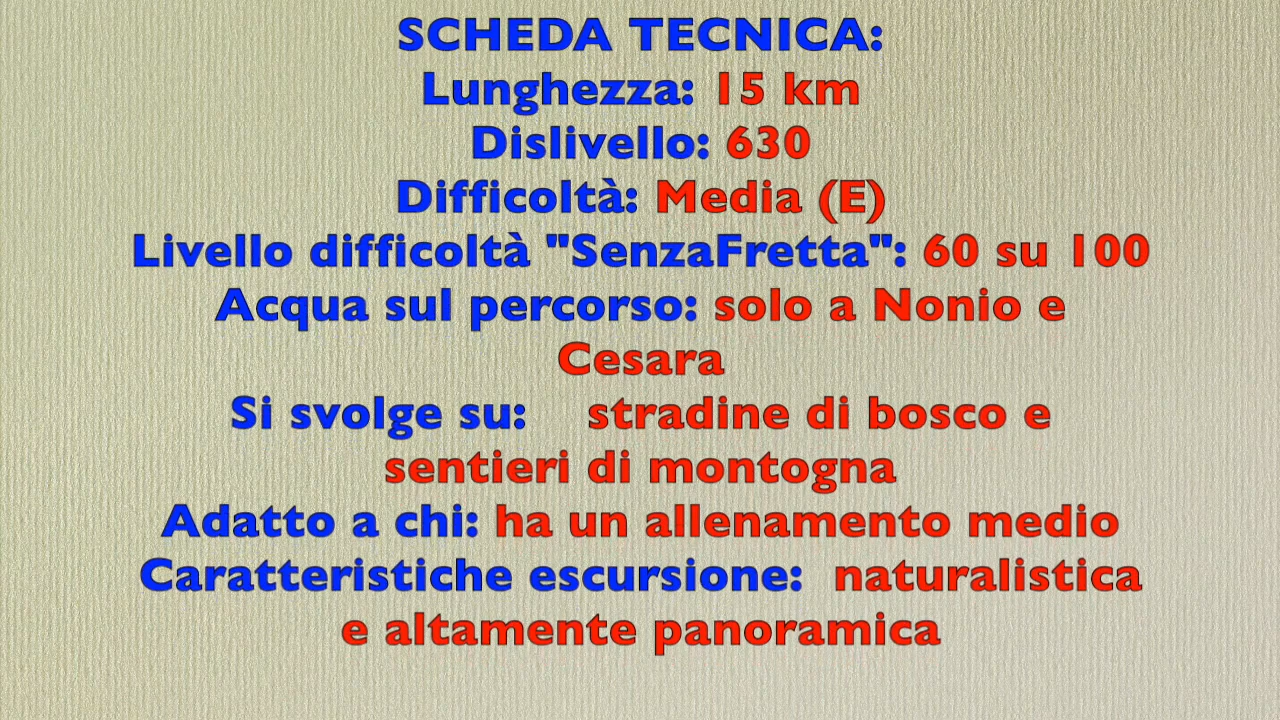 SCHEDA TECNICA:
Lunghezza: 15 km
Dislivello: 630
Difficoltà: Media (E)
Livello difficoltà "SenzaFretta": 60 su 100
Acqua sul percorso: solo a Nonio e
Cesara
Si svolge su: stradine di bosco e
sentieri di montogna
Adatto a chi: ha un allenamento medio
Caratteristiche escursione: naturalistica
e altamente panoramica